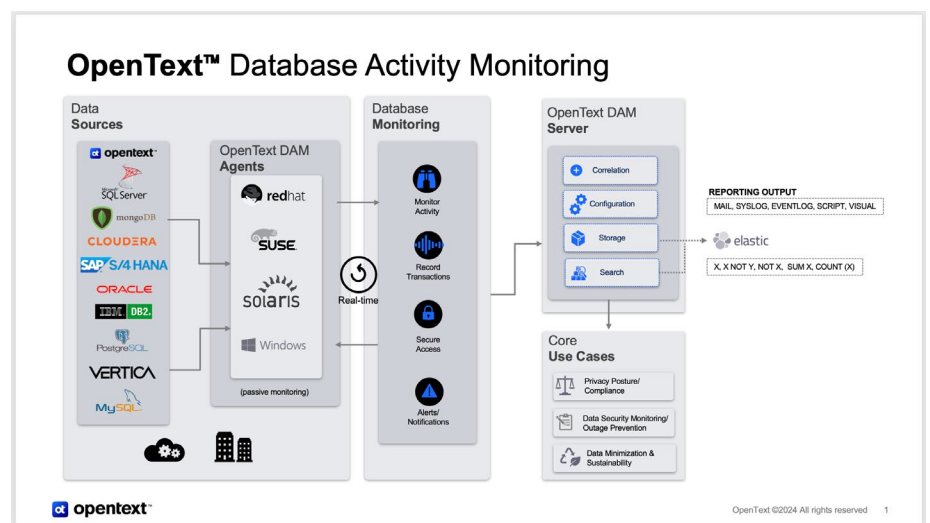 OpenText™ Database Activity Monitoring
Data
Sources
opentext™
Microsoft
SQL Server
mongoDB
CLOUDERA
SAP S/4 HANA
ORACLE
IBM DB2.
PostgreSQL
VERTICA
MySQL
OpenText DAM
Agents
redhat
SUSE
solaris
Windows
(passive monitoring)
Real-time
Database
Monitoring
Monitor
Activity
Record
Transactions
Secure
Access
Alerts/
Notifications
OpenText DAM
Server
Correlation
Configuration
Storage
Search
REPORTING OUTPUT
MAIL, SYSLOG, EVENTLOG, SCRIPT, VISUAL
elastic
X, X NOT Y, NOT X, SUM X, COUNT (X)
Core
Use Cases
Privacy Posture/
Compliance
Data Security Monitoring/
Outage Prevention
Data Minimization &
Sustainability
opentext™
OpenText ©2024 All rights reserved 1